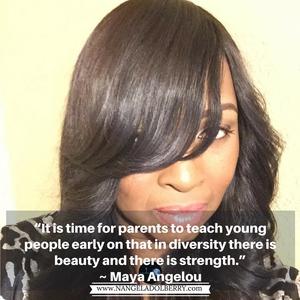 “It is time for parents to teach young
people early on that in diversity there is
beauty and there is strength.”
~ Maya Angelou
WWW.NANGELADOLBERRY.COM